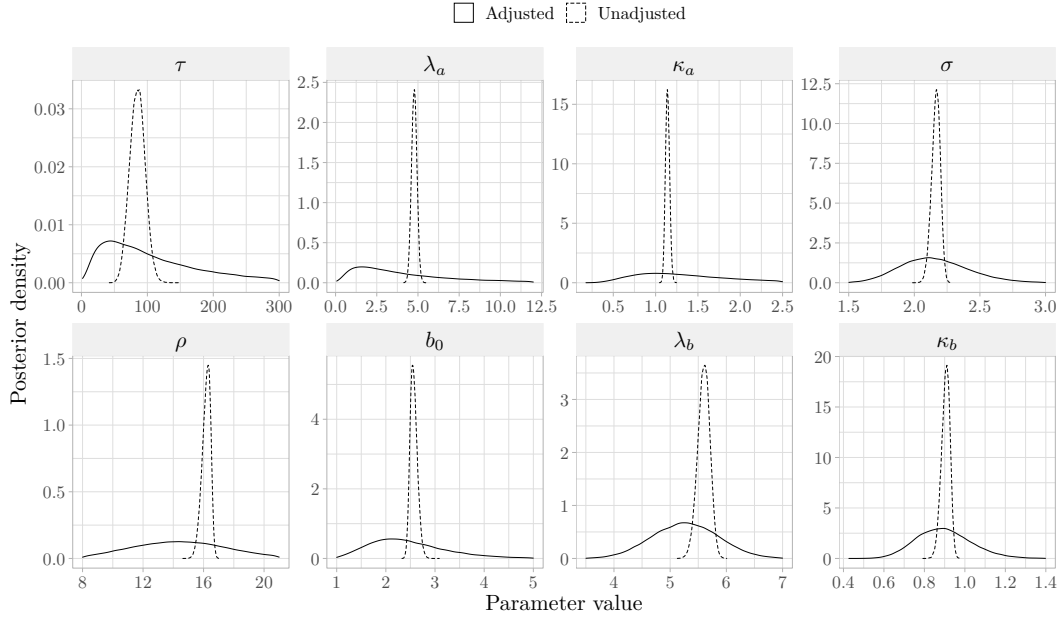 Adjusted Unadjusted
τ λ_a κ_a σ
0.00 0.01 0.02 0.03
0 100 200 300
0.0 0.5 1.0 1.5 2.0 2.5
0.0 2.5 5.0 7.5 10.0 12.5
0 5 10 15
0.5 1.0 1.5 2.0 2.5
0.0 2.5 5.0 7.5 10.0 12.5
1.5 2.0 2.5 3.0
ρ b_0 λ_b κ_b
0.0 0.5 1.0 1.5
8 12 16 20
0 2 4
1 2 3 4 5
0 1 2 3
4 5 6 7
0 5 10 15 20
0.4 0.6 0.8 1.0 1.2 1.4
Posterior density
Parameter value